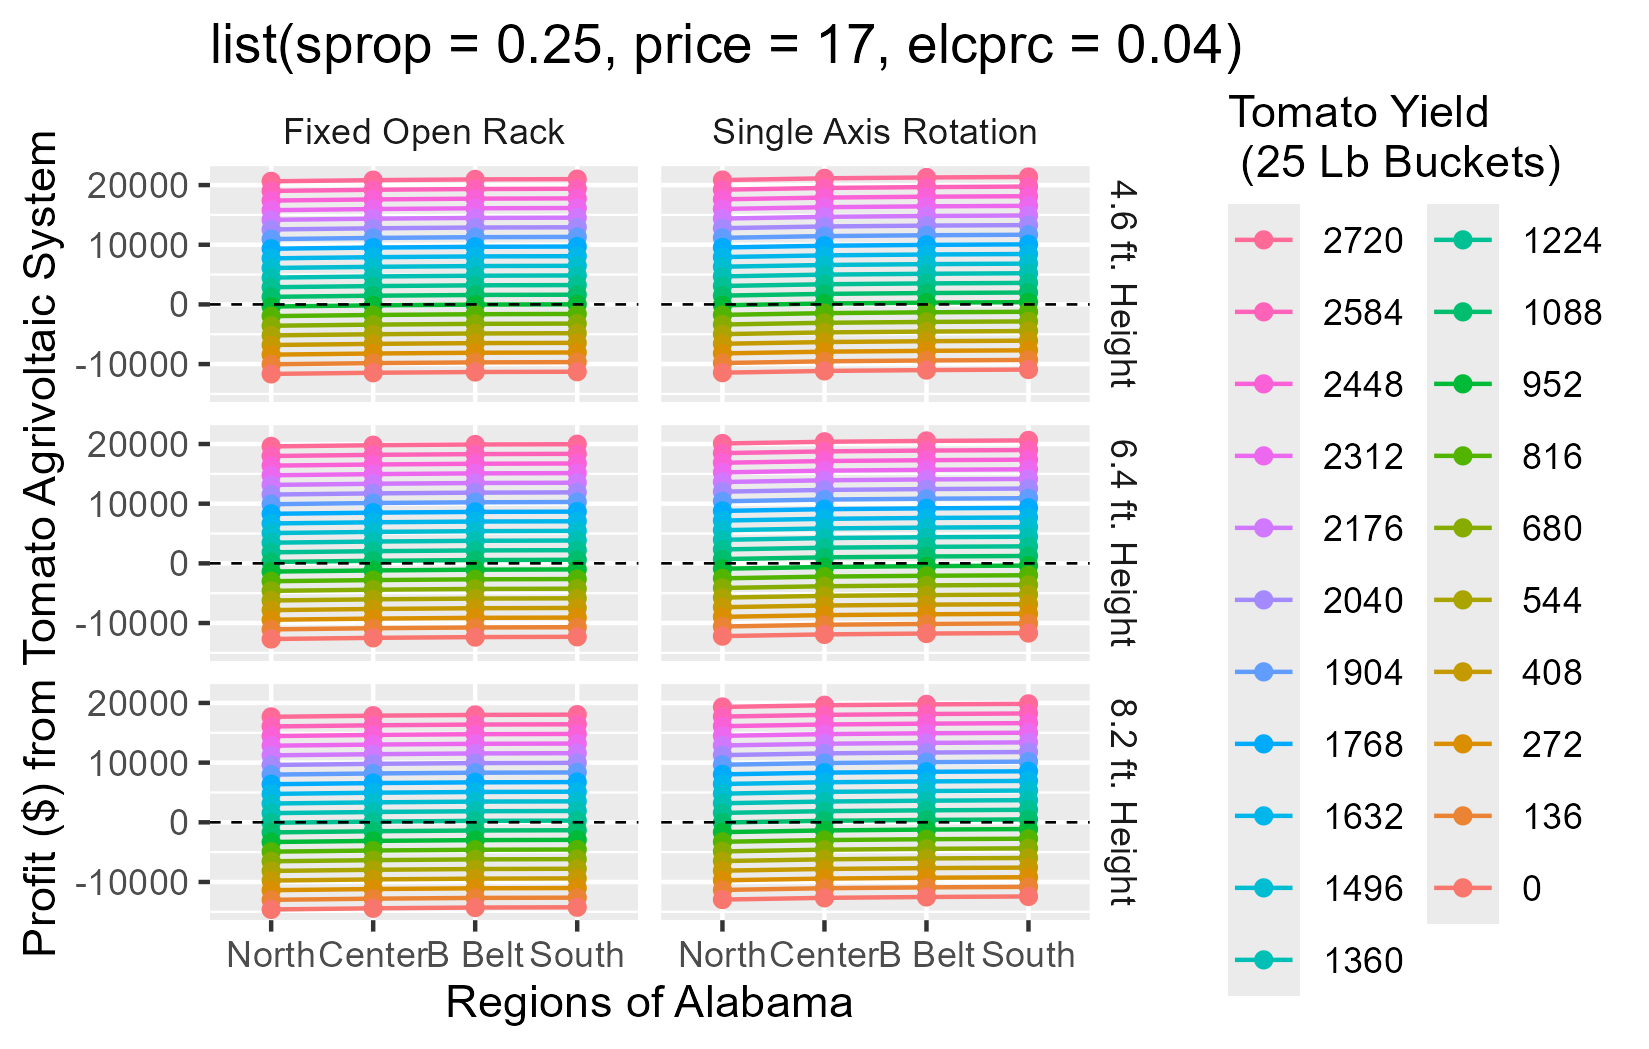 list(sprop = 0.25, price = 17, elcprc = 0.04)
Profit ($) from Tomato Agrivoltaic System
Fixed Open Rack
Single Axis Rotation
20000
10000
0
-10000
4.6 ft. Height
20000
10000
0
-10000
6.4 ft. Height
20000
10000
0
-10000
8.2 ft. Height
North Center B Belt South
North Center B Belt South
Regions of Alabama
Tomato Yield
(25 Lb Buckets)
2720
2584
2448
2312
2176
2040
1904
1768
1632
1496
1360
1224
1088
952
816
680
544
408
272
136
0